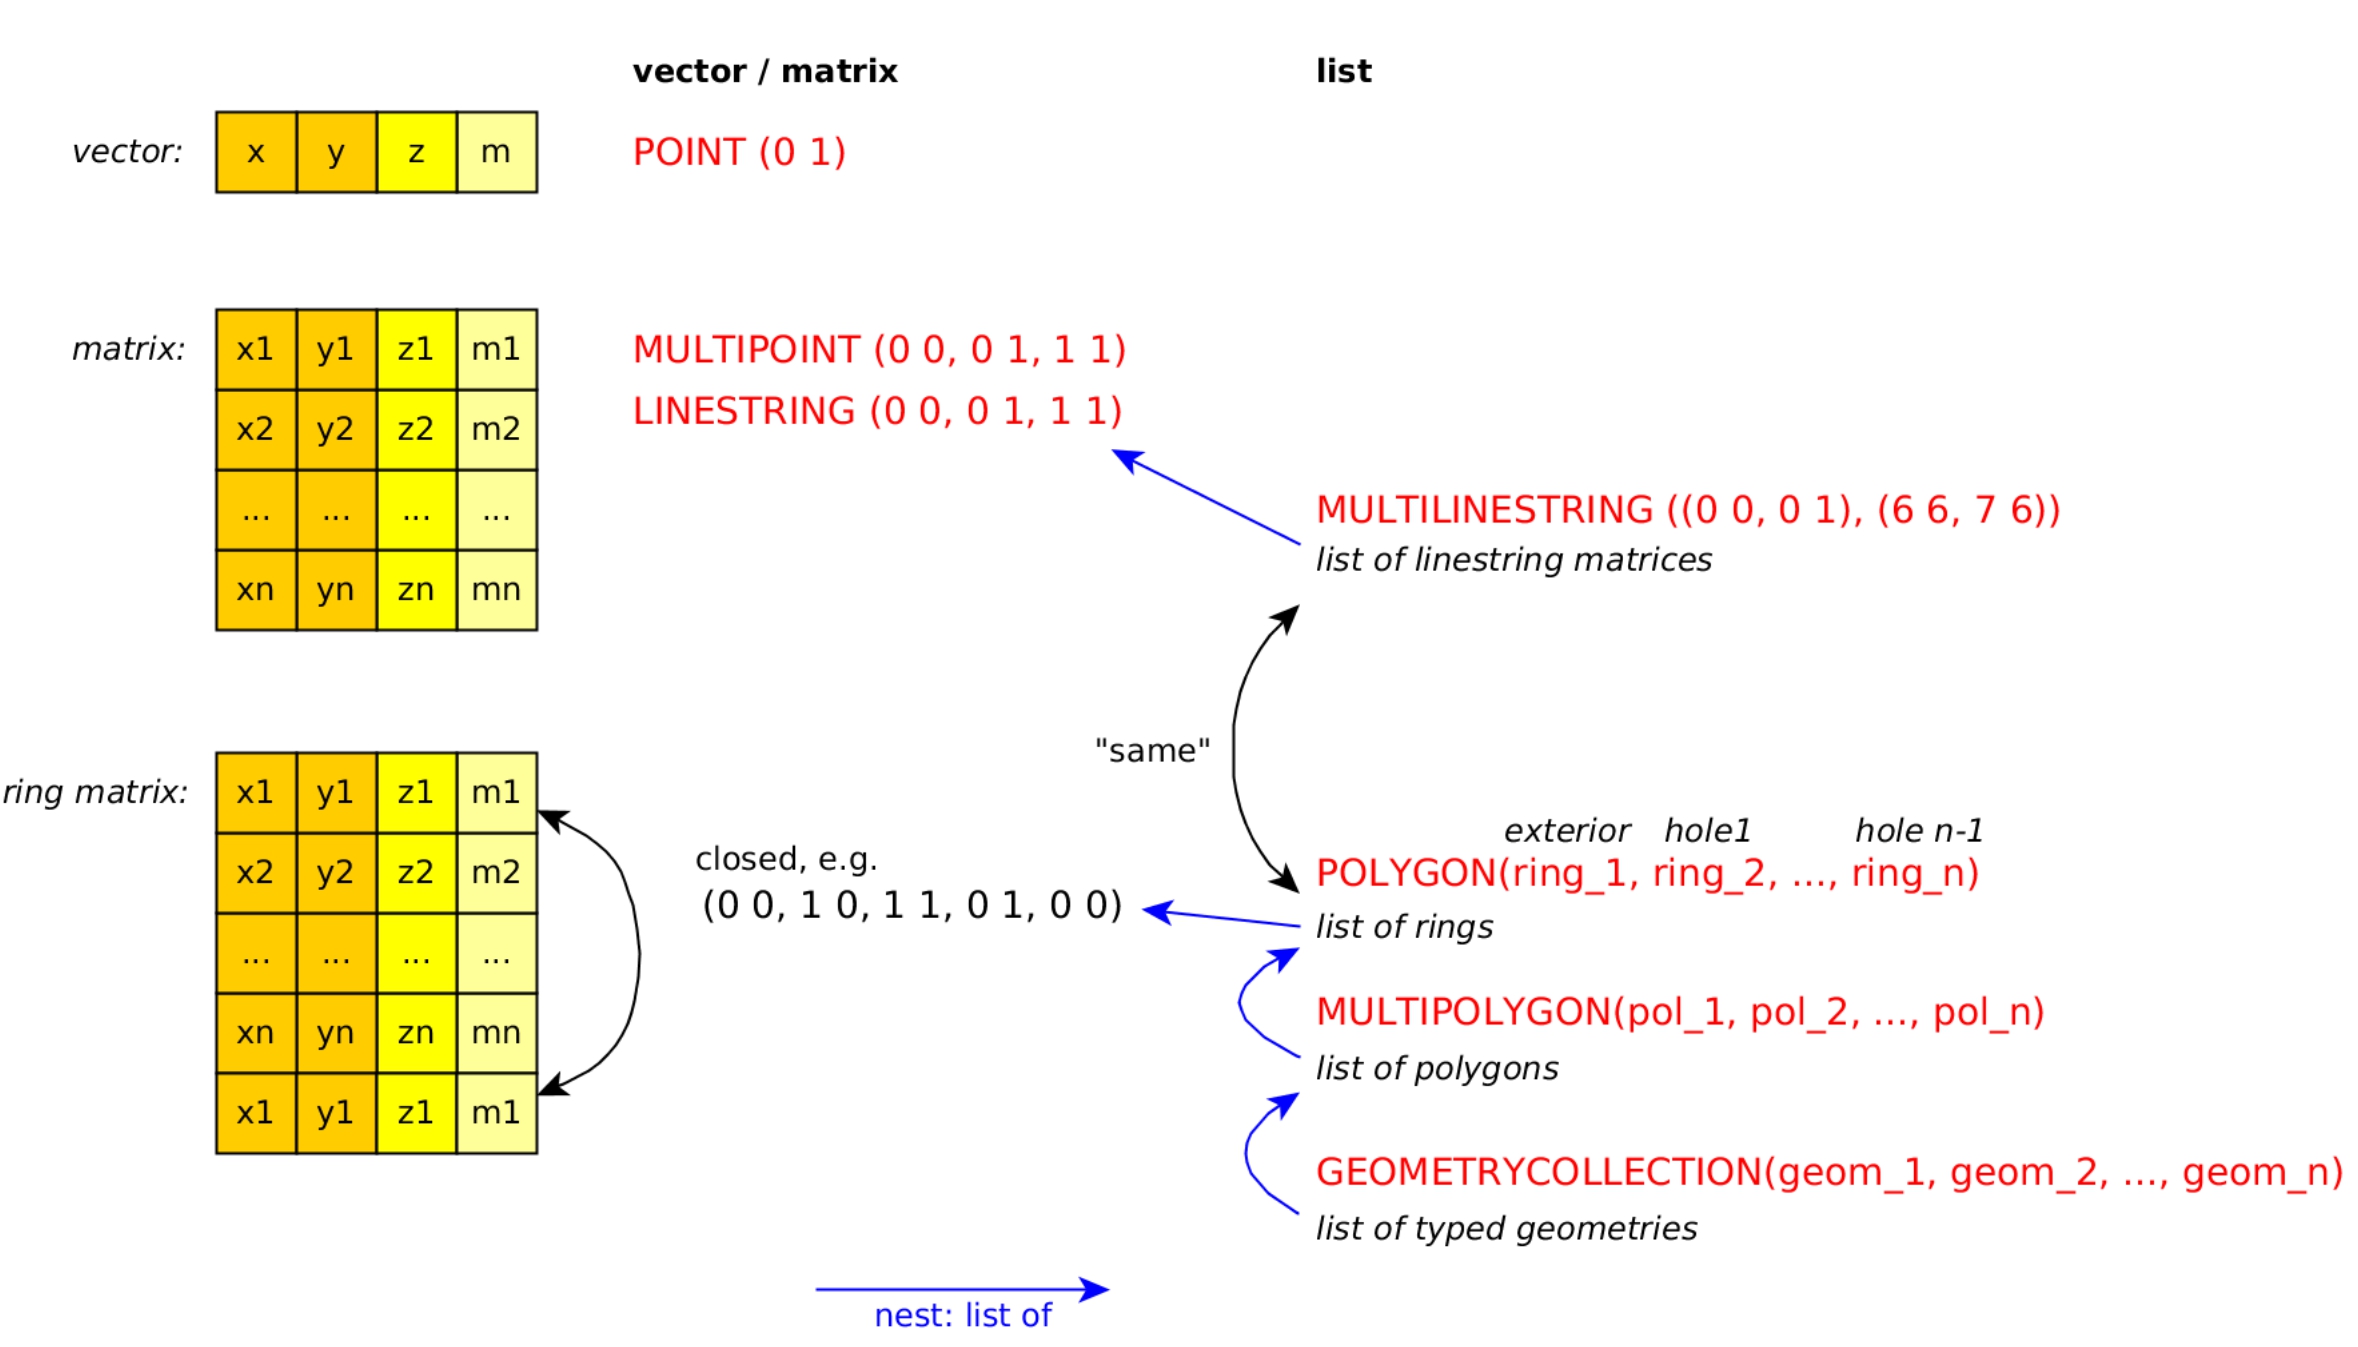 vector / matrix
list
vector:
x y z m
POINT (0 1)
matrix:
x1 y1 z1 m1
x2 y2 z2 m2
... ... ... ...
xn yn zn mn
MULTIPOINT (0 0, 0 1, 1 1)
LINESTRING (0 0, 0 1, 1 1)
MULTILINESTRING ((0 0, 0 1), (6 6, 7 6))
list of linestring matrices
"same"
ring matrix:
x1 y1 z1 m1
x2 y2 z2 m2
... ... ... ...
xn yn zn mn
x1 y1 z1 m1
closed, e.g.
(0 0, 1 0, 1 1, 0 1, 0 0)
exterior hole1 hole n-1
POLYGON(ring_1, ring_2, ..., ring_n)
list of rings
MULTIPOLYGON(pol_1, pol_2, ..., pol_n)
list of polygons
GEOMETRYCOLLECTION(geom_1, geom_2, ..., geom_n)
list of typed geometries
nest: list of